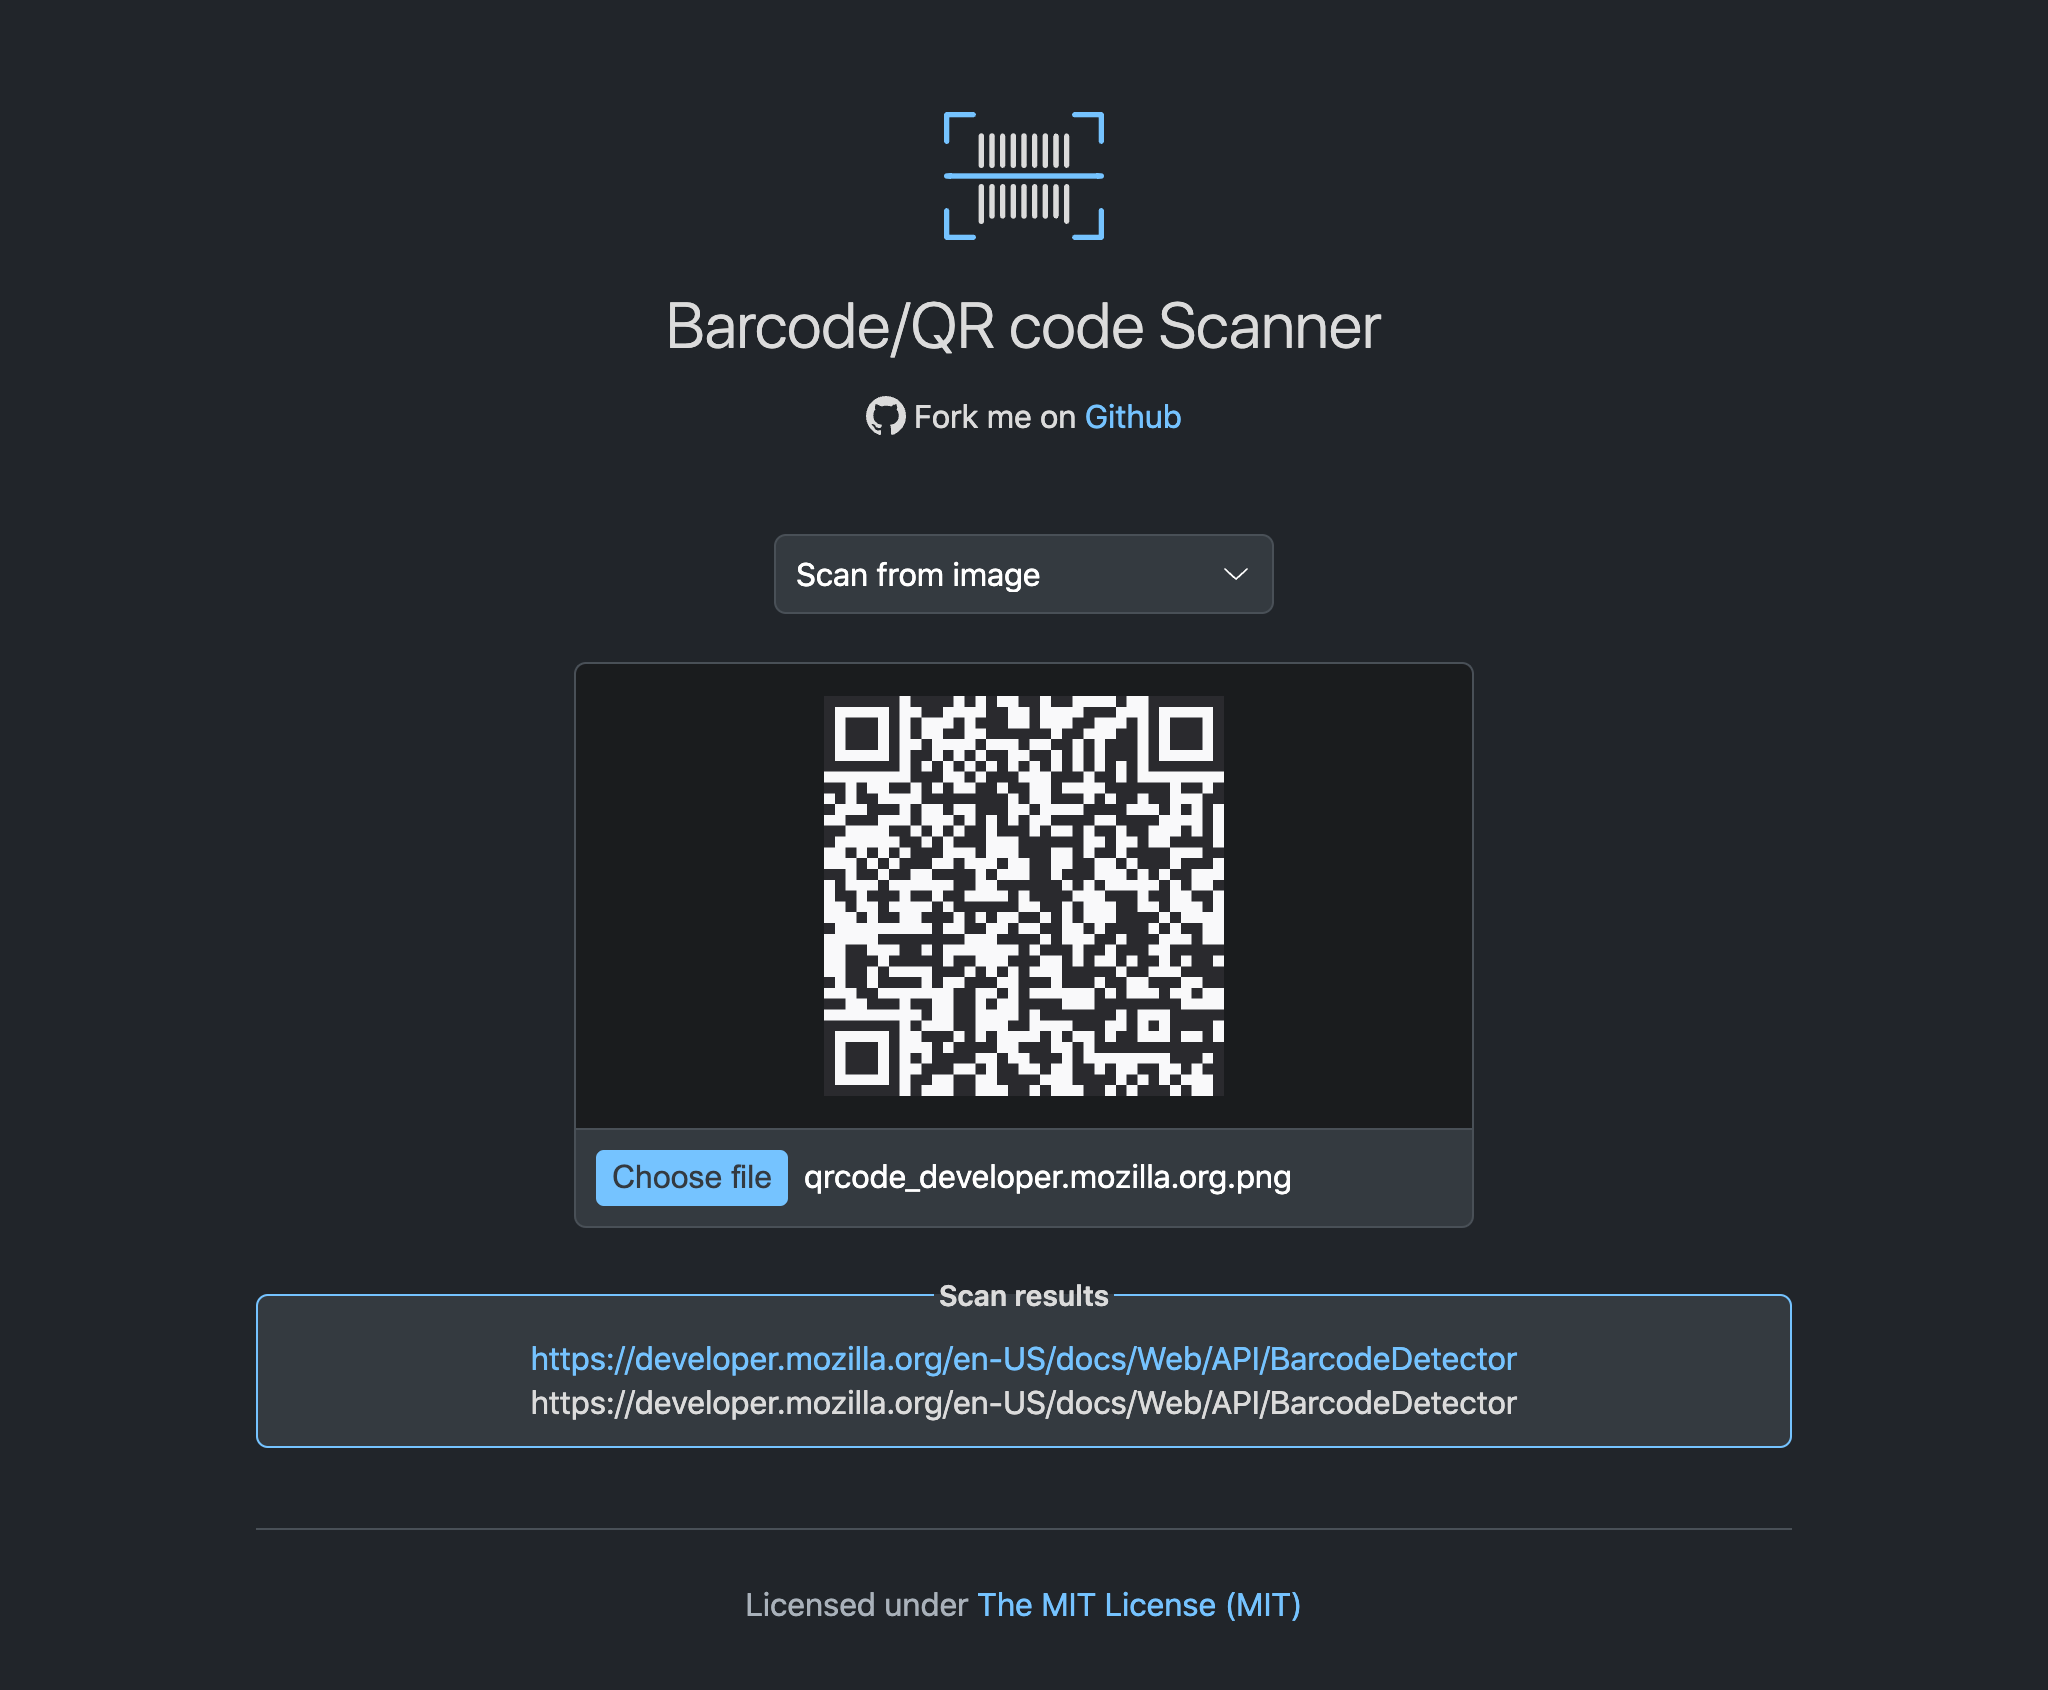 Barcode/QR code Scanner
Fork me on Github
Scan from image
Choose file qrcode_developer.mozilla.org.png
Scan results
https://developer.mozilla.org/en-US/docs/Web/API/BarcodeDetector
https://developer.mozilla.org/en-US/docs/Web/API/BarcodeDetector
Licensed under The MIT License (MIT)